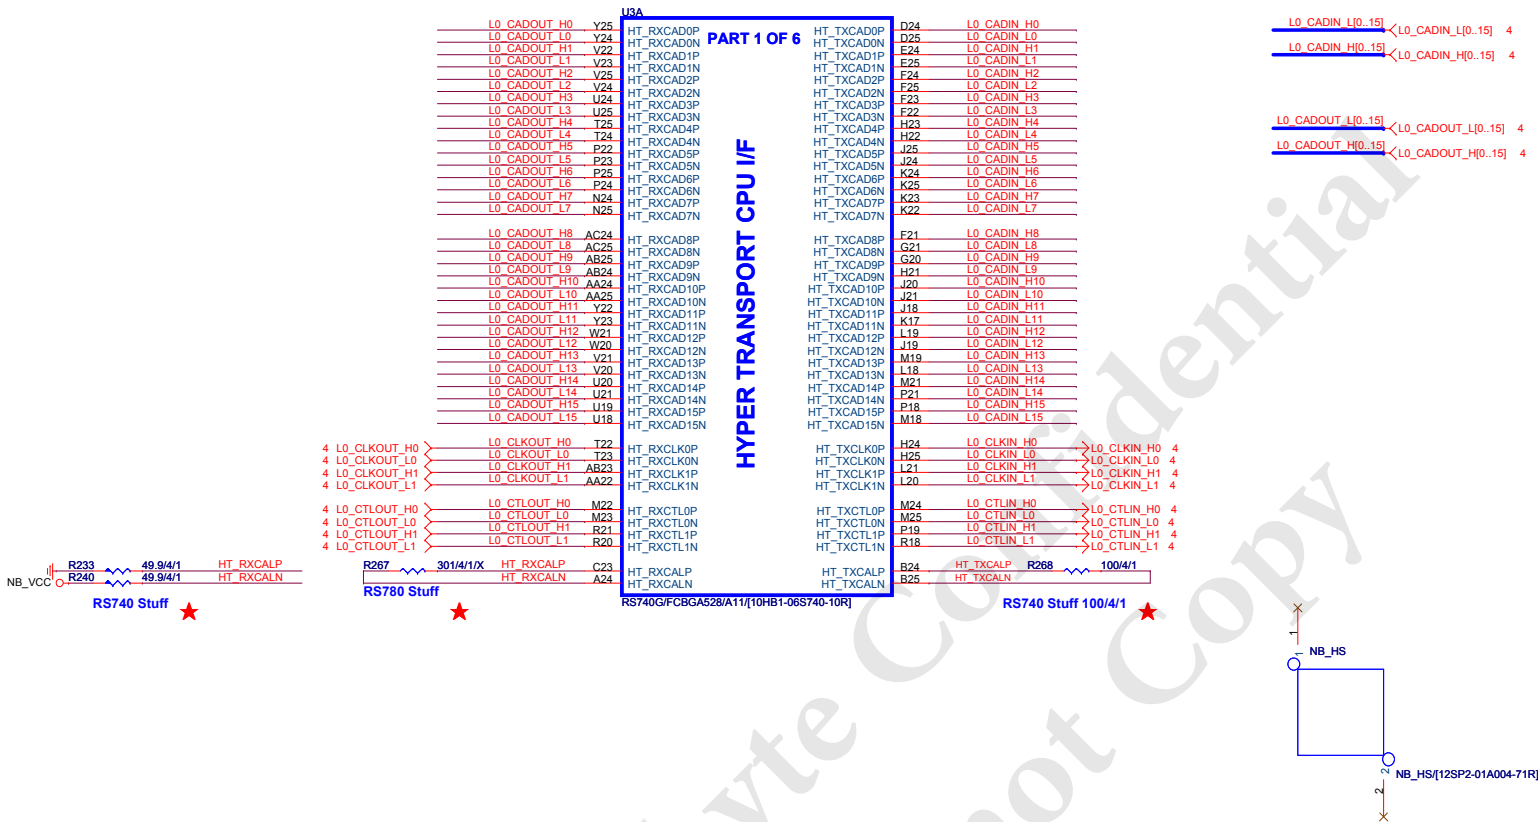 U3A
L0_CADOUT_H0 Y25 HT_RXCAD0P PART 1 OF 6 HT_TXCAD0P D24 L0_CADIN_H0
L0_CADOUT_L0 Y24 HT_RXCAD0N HT_TXCAD0N D25 L0_CADIN_L0
L0_CADOUT_H1 V22 HT_RXCAD1P HT_TXCAD1P E24 L0_CADIN_H1
L0_CADOUT_L1 V23 HT_RXCAD1N HT_TXCAD1N E25 L0_CADIN_L1
L0_CADOUT_H2 V25 HT_RXCAD2P HT_TXCAD2P F24 L0_CADIN_H2
L0_CADOUT_L2 V24 HT_RXCAD2N HT_TXCAD2N F25 L0_CADIN_L2
L0_CADOUT_H3 U24 HT_RXCAD3P HT_TXCAD3P F23 L0_CADIN_H3
L0_CADOUT_L3 U25 HT_RXCAD3N HT_TXCAD3N F22 L0_CADIN_L3
L0_CADOUT_H4 T25 HT_RXCAD4P HT_TXCAD4P H23 L0_CADIN_H4
L0_CADOUT_L4 T24 HT_RXCAD4N HT_TXCAD4N H22 L0_CADIN_L4
L0_CADOUT_H5 P22 HT_RXCAD5P HT_TXCAD5P J25 L0_CADIN_H5
L0_CADOUT_L5 P23 HT_RXCAD5N HT_TXCAD5N J24 L0_CADIN_L5
L0_CADOUT_H6 P25 HT_RXCAD6P HT_TXCAD6P K24 L0_CADIN_H6
L0_CADOUT_L6 P24 HT_RXCAD6N HT_TXCAD6N K25 L0_CADIN_L6
L0_CADOUT_H7 N24 HT_RXCAD7P HT_TXCAD7P K23 L0_CADIN_H7
L0_CADOUT_L7 N25 HT_RXCAD7N HT_TXCAD7N K22 L0_CADIN_L7
L0_CADOUT_H8 AC24 HT_RXCAD8P HT_TXCAD8P F21 L0_CADIN_H8
L0_CADOUT_L8 AC25 HT_RXCAD8N HT_TXCAD8N G21 L0_CADIN_L8
L0_CADOUT_H9 AB25 HT_RXCAD9P HT_TXCAD9P G20 L0_CADIN_H9
L0_CADOUT_L9 AB24 HT_RXCAD9N HT_TXCAD9N H21 L0_CADIN_L9
L0_CADOUT_H10 AA24 HT_RXCAD10P HT_TXCAD10P J20 L0_CADIN_H10
L0_CADOUT_L10 AA25 HT_RXCAD10N HT_TXCAD10N J21 L0_CADIN_L10
L0_CADOUT_H11 Y22 HT_RXCAD11P HT_TXCAD11P J18 L0_CADIN_H11
L0_CADOUT_L11 Y23 HT_RXCAD11N HT_TXCAD11N K17 L0_CADIN_L11
L0_CADOUT_H12 W21 HT_RXCAD12P HT_TXCAD12P L19 L0_CADIN_H12
L0_CADOUT_L12 W20 HT_RXCAD12N HT_TXCAD12N J19 L0_CADIN_L12
L0_CADOUT_H13 V21 HT_RXCAD13P HT_TXCAD13P M19 L0_CADIN_H13
L0_CADOUT_L13 V20 HT_RXCAD13N HT_TXCAD13N L18 L0_CADIN_L13
L0_CADOUT_H14 U20 HT_RXCAD14P HT_TXCAD14P M21 L0_CADIN_H14
L0_CADOUT_L14 U21 HT_RXCAD14N HT_TXCAD14N P21 L0_CADIN_L14
L0_CADOUT_H15 U19 HT_RXCAD15P HT_TXCAD15P P18 L0_CADIN_H15
L0_CADOUT_L15 U18 HT_RXCAD15N HT_TXCAD15N M18 L0_CADIN_L15
HYPER TRANSPORT CPU I/F
4 L0_CLKOUT_H0 L0_CLKOUT_H0 T22 HT_RXCLK0P HT_TXCLK0P H24 L0_CLKIN_H0 L0_CLKIN_H0 4
4 L0_CLKOUT_L0 L0_CLKOUT_L0 T23 HT_RXCLK0N HT_TXCLK0N H25 L0_CLKIN_L0 L0_CLKIN_L0 4
4 L0_CLKOUT_H1 L0_CLKOUT_H1 AB23 HT_RXCLK1P HT_TXCLK1P L21 L0_CLKIN_H1 L0_CLKIN_H1 4
4 L0_CLKOUT_L1 L0_CLKOUT_L1 AA22 HT_RXCLK1N HT_TXCLK1N L20 L0_CLKIN_L1 L0_CLKIN_L1 4
4 L0_CTLOUT_H0 L0_CTLOUT_H0 M22 HT_RXCTL0P HT_TXCTL0P M24 L0_CTLIN_H0 L0_CTLIN_H0 4
4 L0_CTLOUT_L0 L0_CTLOUT_L0 M23 HT_RXCTL0N HT_TXCTL0N M25 L0_CTLIN_L0 L0_CTLIN_L0 4
4 L0_CTLOUT_H1 L0_CTLOUT_H1 R21 HT_RXCTL1P HT_TXCTL1P P19 L0_CTLIN_H1 L0_CTLIN_H1 4
4 L0_CTLOUT_L1 L0_CTLOUT_L1 R20 HT_RXCTL1N HT_TXCTL1N R18 L0_CTLIN_L1 L0_CTLIN_L1 4
R233 49.9/4/1 HT_RXCALP R267 301/4/1/X HT_RXCALP C23 HT_RXCALP HT_TXCALP B24 HT_TXCALP R268 100/4/1
NB_VCC R240 49.9/4/1 HT_RXCALN HT_RXCALN A24 HT_RXCALN HT_TXCALN B25 HT_TXCALN
RS780 Stuff
RS740 Stuff RS740G/FCBGA528/A11/[10HB1-06S740-10R] RS740 Stuff 100/4/1
L0_CADIN_L[0..15] L0_CADIN_L[0..15] 4
L0_CADIN_H[0..15] L0_CADIN_H[0..15] 4
L0_CADOUT_L[0..15] L0_CADOUT_L[0..15] 4
L0_CADOUT_H[0..15] L0_CADOUT_H[0..15] 4
1
1 NB_HS
2 NB_HS/[12SP2-01A004-71R]
2
yte Confidential
not Copy